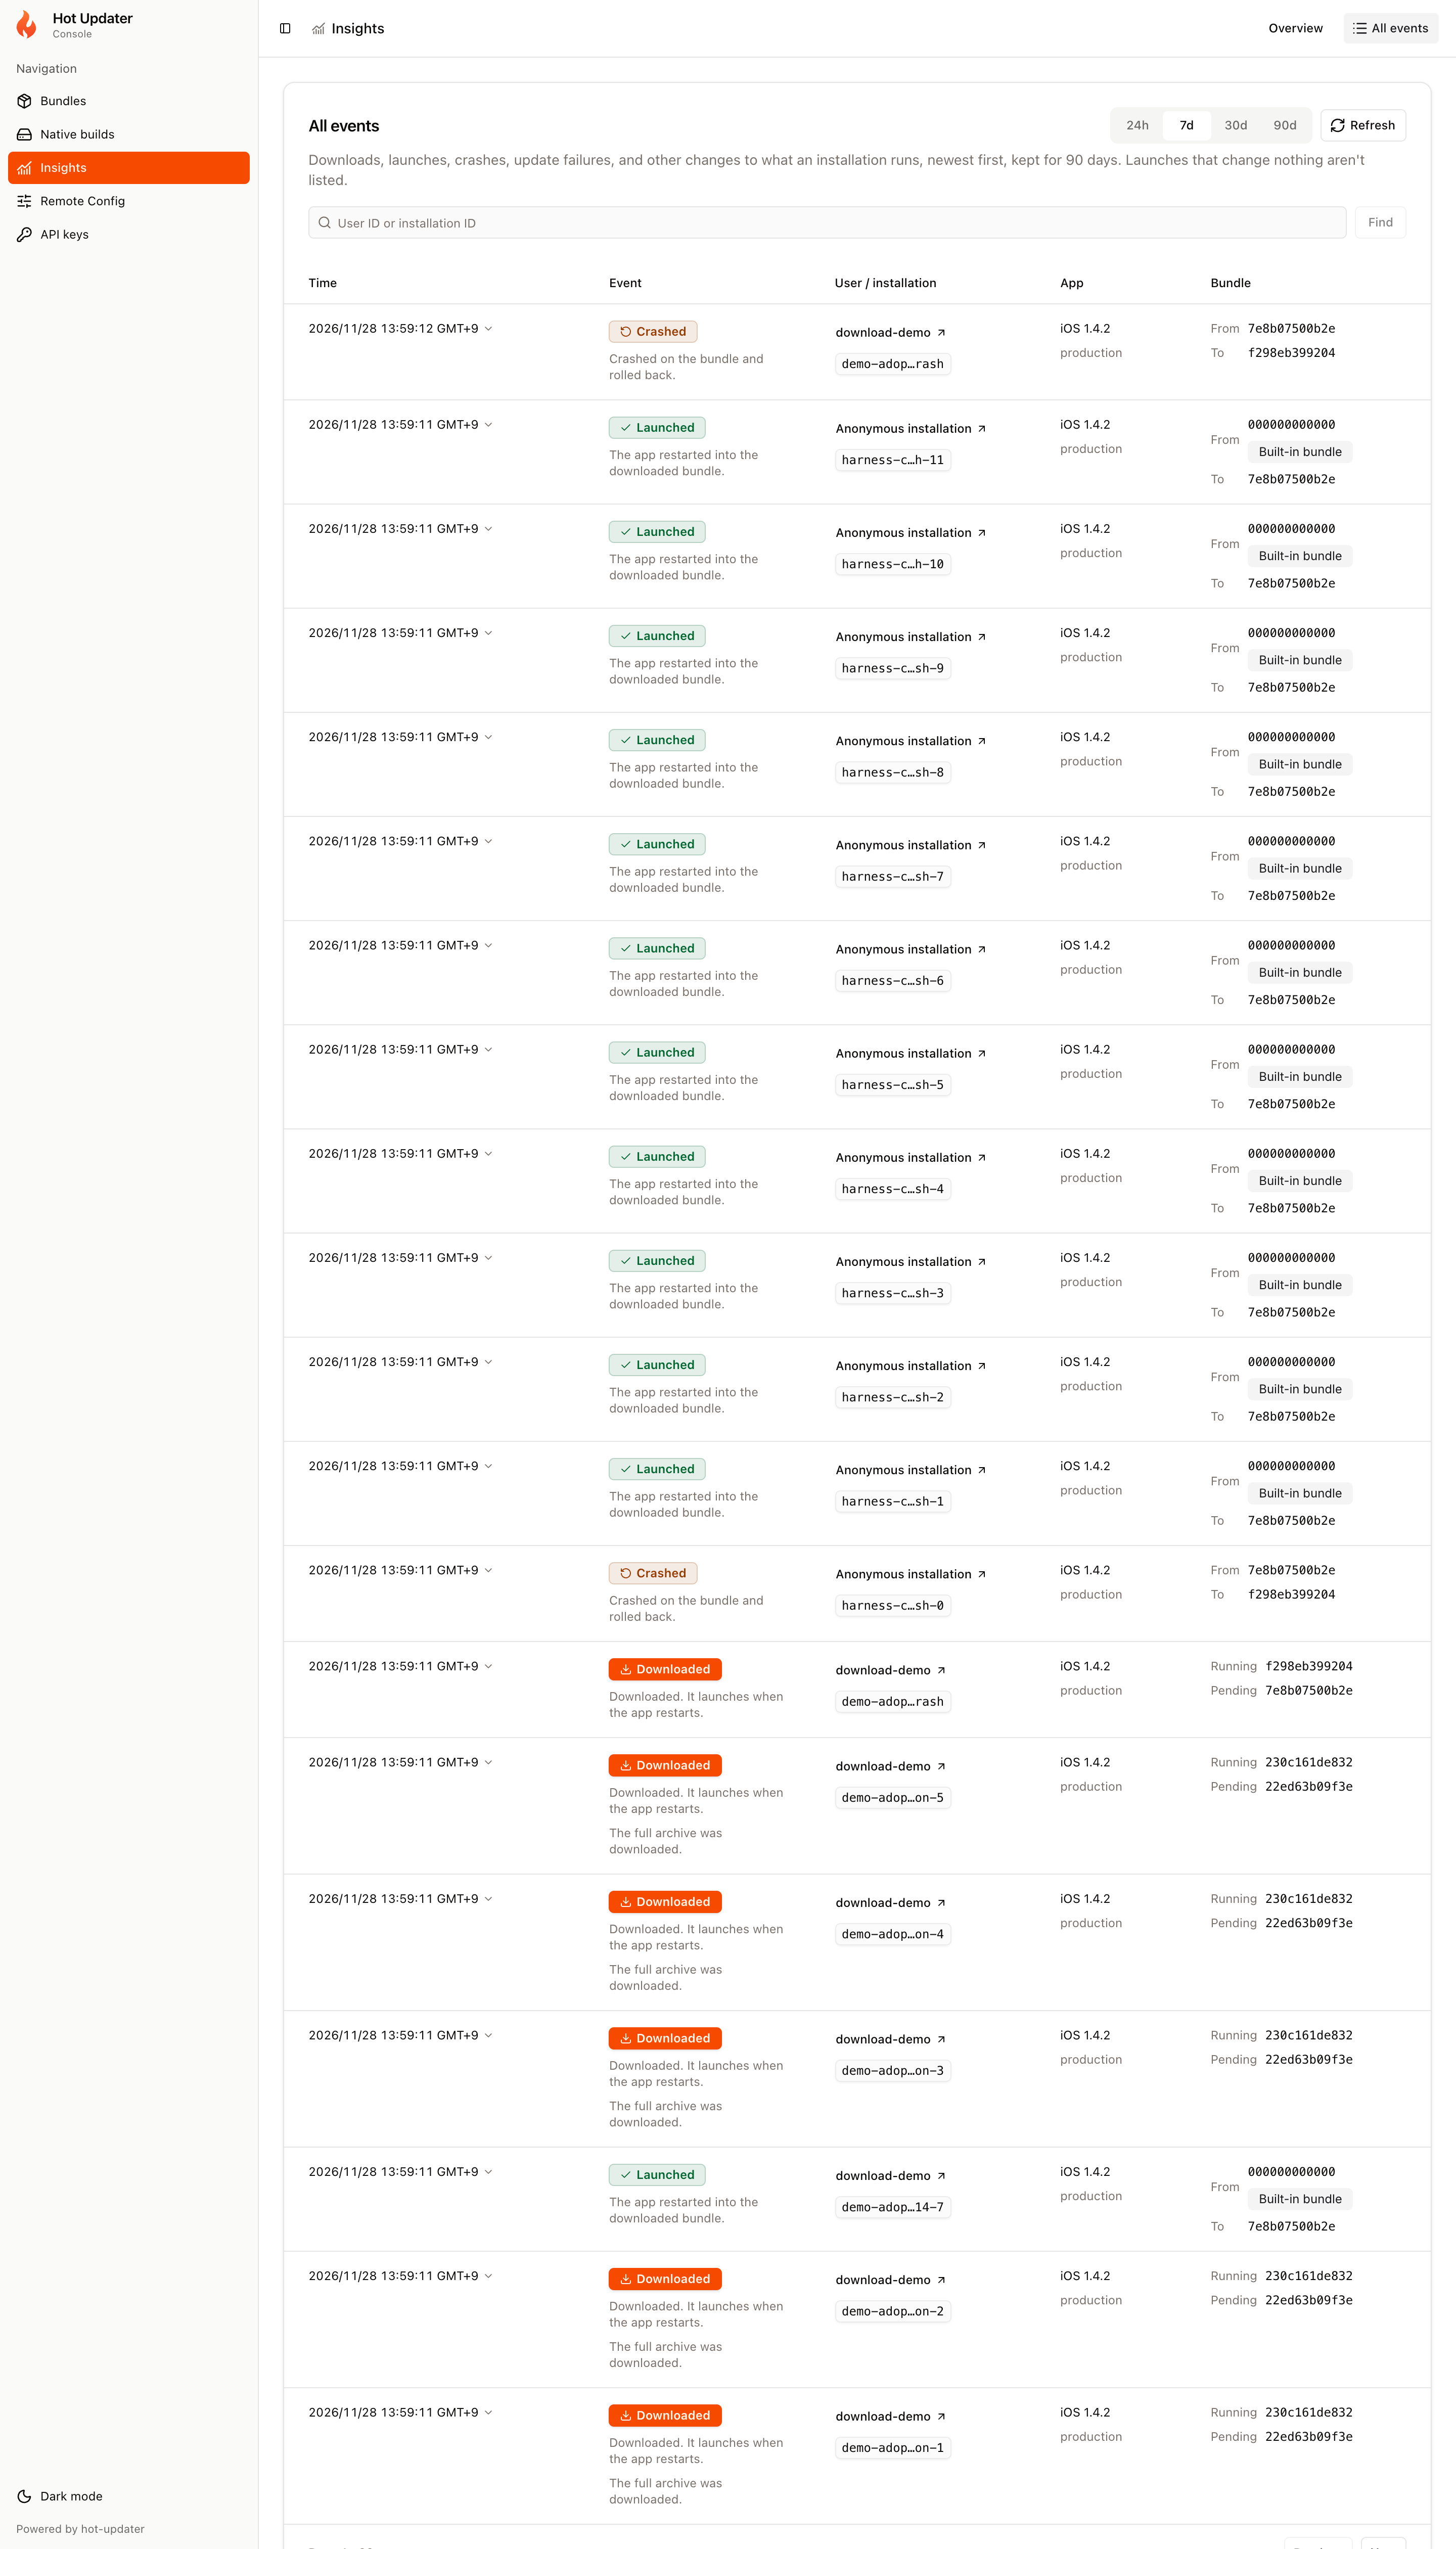 Hot Updater
Console
Navigation
Bundles
Native builds
Insights
Remote Config
API keys
Dark mode
Powered by hot-updater
Insights
Overview
All events
All events
24h
7d
30d
90d
Refresh
Downloads, launches, crashes, update failures, and other changes to what an installation runs, newest first, kept for 90 days. Launches that change nothing aren't
listed.
User ID or installation ID
Find
Time Event User / installation App Bundle
2026/11/28 13:59:12 GMT+9
Crashed
Crashed on the bundle and
rolled back.
download-demo
demo-adop…rash
iOS 1.4.2
production
From 7e8b07500b2e
To f298eb399204
2026/11/28 13:59:11 GMT+9
Launched
The app restarted into the
downloaded bundle.
Anonymous installation
harness-c…h-11
iOS 1.4.2
production
From 000000000000
Built-in bundle
To 7e8b07500b2e
2026/11/28 13:59:11 GMT+9
Launched
The app restarted into the
downloaded bundle.
Anonymous installation
harness-c…h-10
iOS 1.4.2
production
From 000000000000
Built-in bundle
To 7e8b07500b2e
2026/11/28 13:59:11 GMT+9
Launched
The app restarted into the
downloaded bundle.
Anonymous installation
harness-c…sh-9
iOS 1.4.2
production
From 000000000000
Built-in bundle
To 7e8b07500b2e
2026/11/28 13:59:11 GMT+9
Launched
The app restarted into the
downloaded bundle.
Anonymous installation
harness-c…sh-8
iOS 1.4.2
production
From 000000000000
Built-in bundle
To 7e8b07500b2e
2026/11/28 13:59:11 GMT+9
Launched
The app restarted into the
downloaded bundle.
Anonymous installation
harness-c…sh-7
iOS 1.4.2
production
From 000000000000
Built-in bundle
To 7e8b07500b2e
2026/11/28 13:59:11 GMT+9
Launched
The app restarted into the
downloaded bundle.
Anonymous installation
harness-c…sh-6
iOS 1.4.2
production
From 000000000000
Built-in bundle
To 7e8b07500b2e
2026/11/28 13:59:11 GMT+9
Launched
The app restarted into the
downloaded bundle.
Anonymous installation
harness-c…sh-5
iOS 1.4.2
production
From 000000000000
Built-in bundle
To 7e8b07500b2e
2026/11/28 13:59:11 GMT+9
Launched
The app restarted into the
downloaded bundle.
Anonymous installation
harness-c…sh-4
iOS 1.4.2
production
From 000000000000
Built-in bundle
To 7e8b07500b2e
2026/11/28 13:59:11 GMT+9
Launched
The app restarted into the
downloaded bundle.
Anonymous installation
harness-c…sh-3
iOS 1.4.2
production
From 000000000000
Built-in bundle
To 7e8b07500b2e
2026/11/28 13:59:11 GMT+9
Launched
The app restarted into the
downloaded bundle.
Anonymous installation
harness-c…sh-2
iOS 1.4.2
production
From 000000000000
Built-in bundle
To 7e8b07500b2e
2026/11/28 13:59:11 GMT+9
Launched
The app restarted into the
downloaded bundle.
Anonymous installation
harness-c…sh-1
iOS 1.4.2
production
From 000000000000
Built-in bundle
To 7e8b07500b2e
2026/11/28 13:59:11 GMT+9
Crashed
Crashed on the bundle and
rolled back.
Anonymous installation
harness-c…sh-0
iOS 1.4.2
production
From 7e8b07500b2e
To f298eb399204
2026/11/28 13:59:11 GMT+9
Downloaded
Downloaded. It launches when
the app restarts.
download-demo
demo-adop…rash
iOS 1.4.2
production
Running f298eb399204
Pending 7e8b07500b2e
2026/11/28 13:59:11 GMT+9
Downloaded
Downloaded. It launches when
the app restarts.
The full archive was
downloaded.
download-demo
demo-adop…on-5
iOS 1.4.2
production
Running 230c161de832
Pending 22ed63b09f3e
2026/11/28 13:59:11 GMT+9
Downloaded
Downloaded. It launches when
the app restarts.
The full archive was
downloaded.
download-demo
demo-adop…on-4
iOS 1.4.2
production
Running 230c161de832
Pending 22ed63b09f3e
2026/11/28 13:59:11 GMT+9
Downloaded
Downloaded. It launches when
the app restarts.
The full archive was
downloaded.
download-demo
demo-adop…on-3
iOS 1.4.2
production
Running 230c161de832
Pending 22ed63b09f3e
2026/11/28 13:59:11 GMT+9
Launched
The app restarted into the
downloaded bundle.
download-demo
demo-adop…14-7
iOS 1.4.2
production
From 000000000000
Built-in bundle
To 7e8b07500b2e
2026/11/28 13:59:11 GMT+9
Downloaded
Downloaded. It launches when
the app restarts.
The full archive was
downloaded.
download-demo
demo-adop…on-2
iOS 1.4.2
production
Running 230c161de832
Pending 22ed63b09f3e
2026/11/28 13:59:11 GMT+9
Downloaded
Downloaded. It launches when
the app restarts.
The full archive was
downloaded.
download-demo
demo-adop…on-1
iOS 1.4.2
production
Running 230c161de832
Pending 22ed63b09f3e